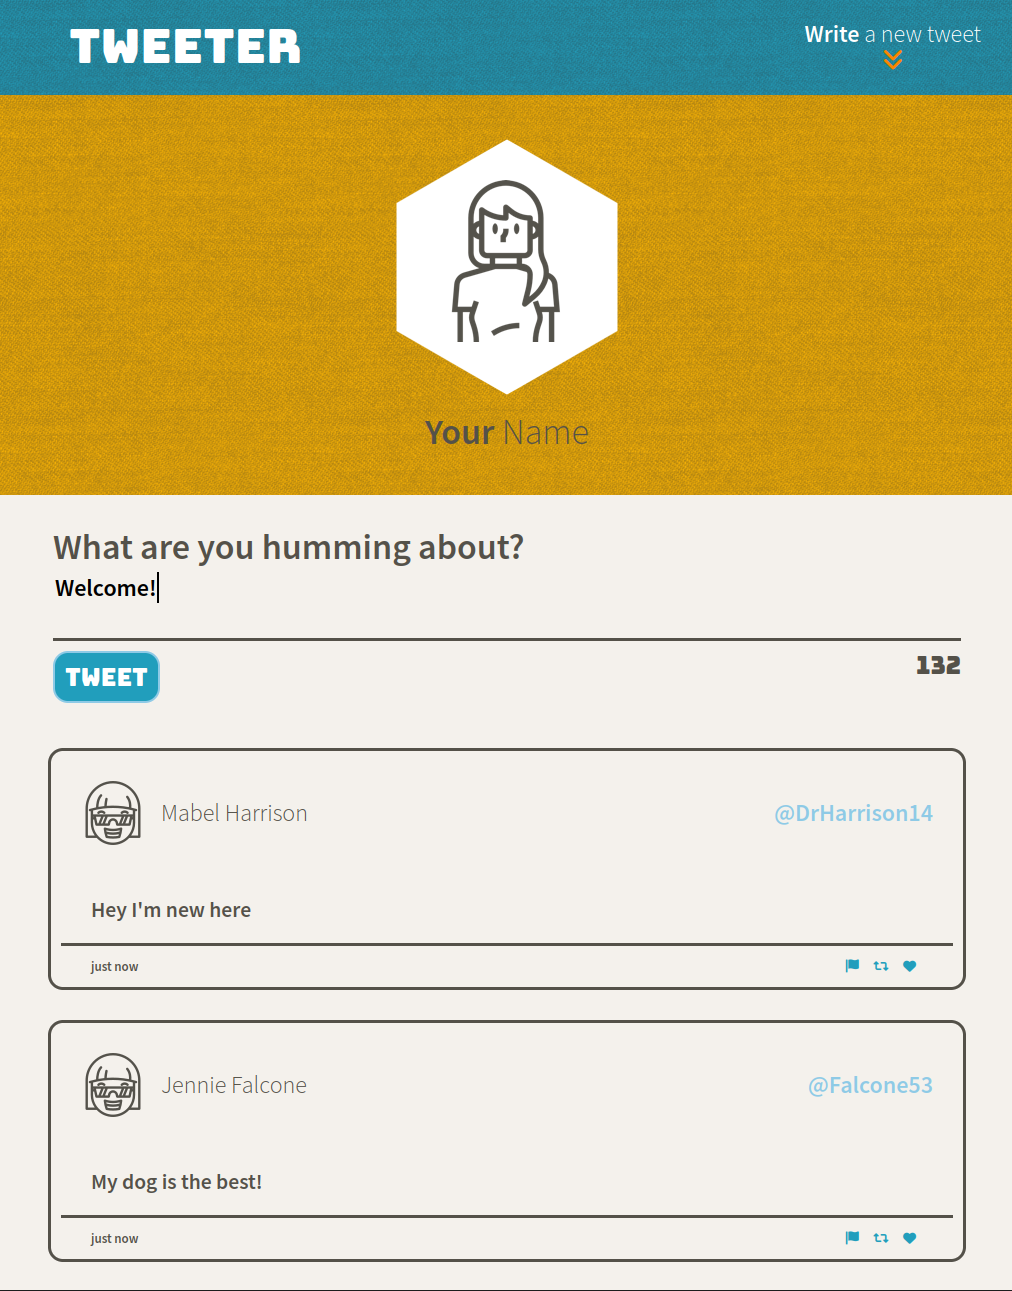 TWEETER
Write a new tweet
Your Name
What are you humming about?
Welcome!
TWEET
132
Mabel Harrison
@DrHarrison14
Hey I'm new here
just now
Jennie Falcone
@Falcone53
My dog is the best!
just now